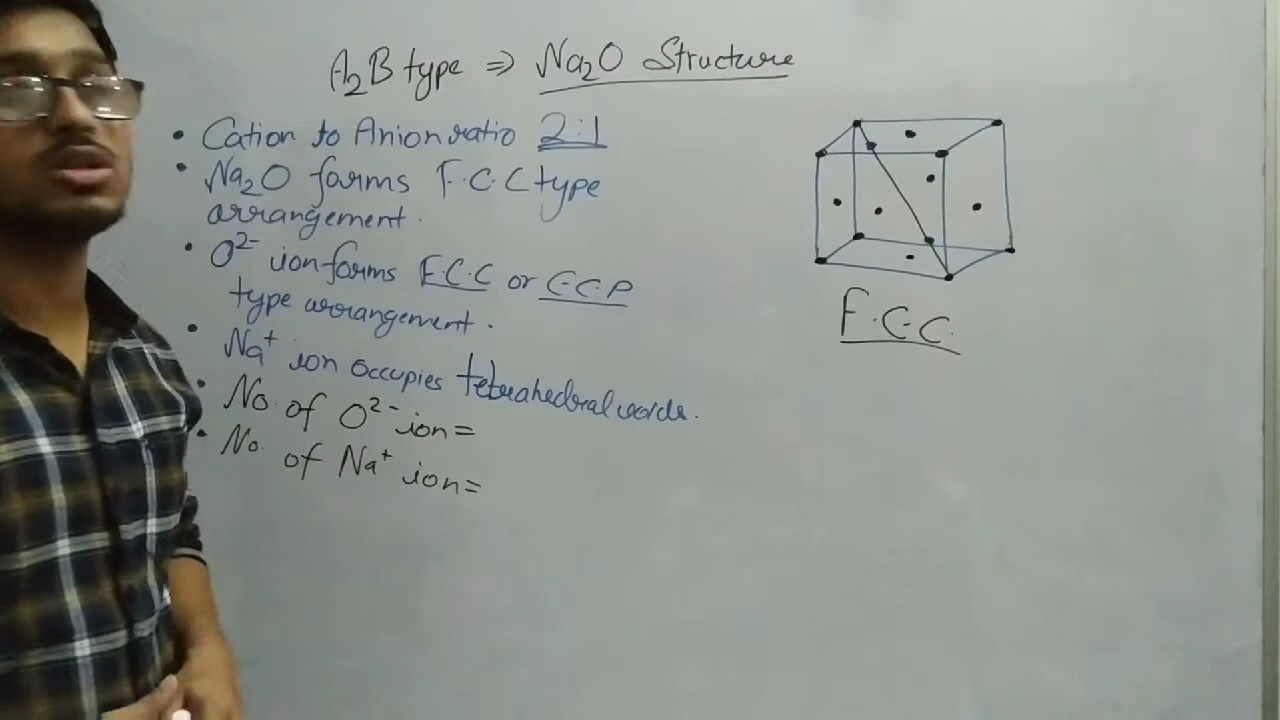 A₂B type ⇒ Na₂O Structure
• Cation to Anion ratio 2:1
• Na₂O forms F.C.C type
arrangement.
• O²⁻ ion forms F.C.C or C.C.P
type arrangement.
• Na⁺ ion occupies tetrahedral voids.
• No. of O²⁻ ion =
• No. of Na⁺ ion =
F.C.C.